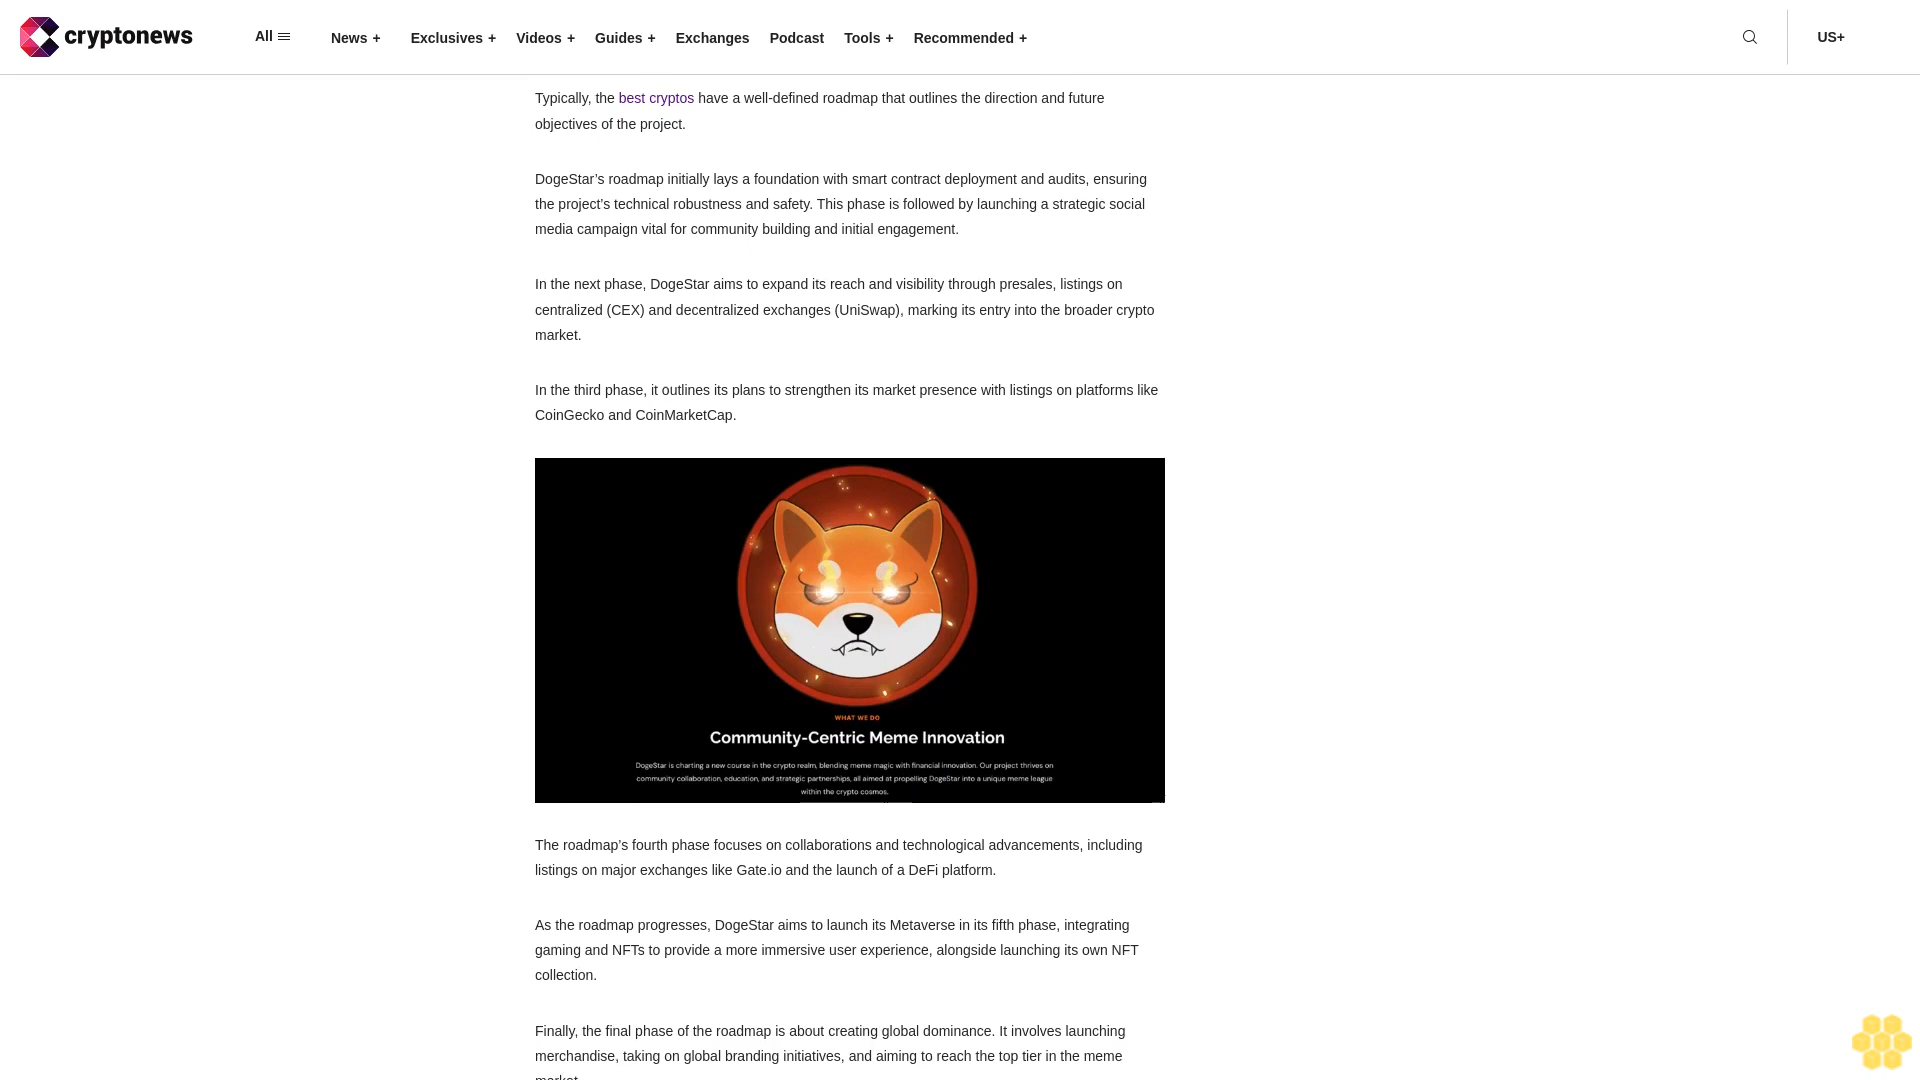 cryptonews
All
News +
Exclusives +
Videos +
Guides +
Exchanges
Podcast
Tools +
Recommended +
US+
Typically, the best cryptos have a well-defined roadmap that outlines the direction and future
objectives of the project.
DogeStar’s roadmap initially lays a foundation with smart contract deployment and audits, ensuring
the project’s technical robustness and safety. This phase is followed by launching a strategic social
media campaign vital for community building and initial engagement.
In the next phase, DogeStar aims to expand its reach and visibility through presales, listings on
centralized (CEX) and decentralized exchanges (UniSwap), marking its entry into the broader crypto
market.
In the third phase, it outlines its plans to strengthen its market presence with listings on platforms like
CoinGecko and CoinMarketCap.
WHAT WE DO
Community-Centric Meme Innovation
DogeStar is charting a new course in the crypto realm, blending meme magic with financial innovation. Our project thrives on
community collaboration, education, and strategic partnerships, all aimed at propelling DogeStar into a unique meme league
within the crypto cosmos.
The roadmap’s fourth phase focuses on collaborations and technological advancements, including
listings on major exchanges like Gate.io and the launch of a DeFi platform.
As the roadmap progresses, DogeStar aims to launch its Metaverse in its fifth phase, integrating
gaming and NFTs to provide a more immersive user experience, alongside launching its own NFT
collection.
Finally, the final phase of the roadmap is about creating global dominance. It involves launching
merchandise, taking on global branding initiatives, and aiming to reach the top tier in the meme
market.